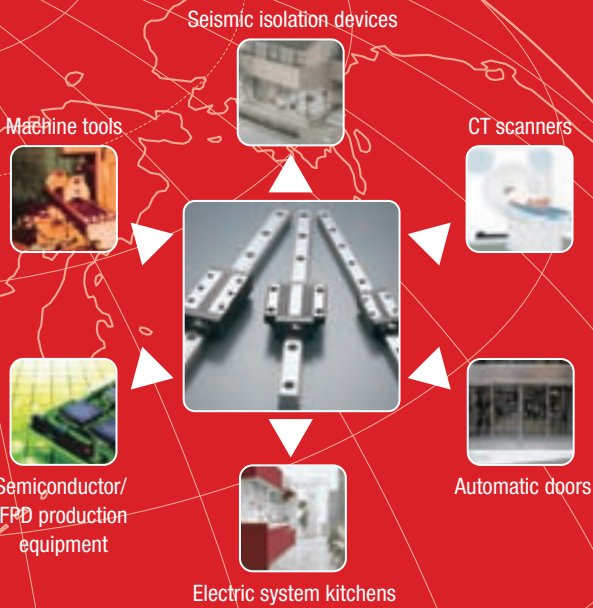 Seismic isolation devices
Machine tools
CT scanners
Semiconductor/
FPD production
equipment
Automatic doors
Electric system kitchens